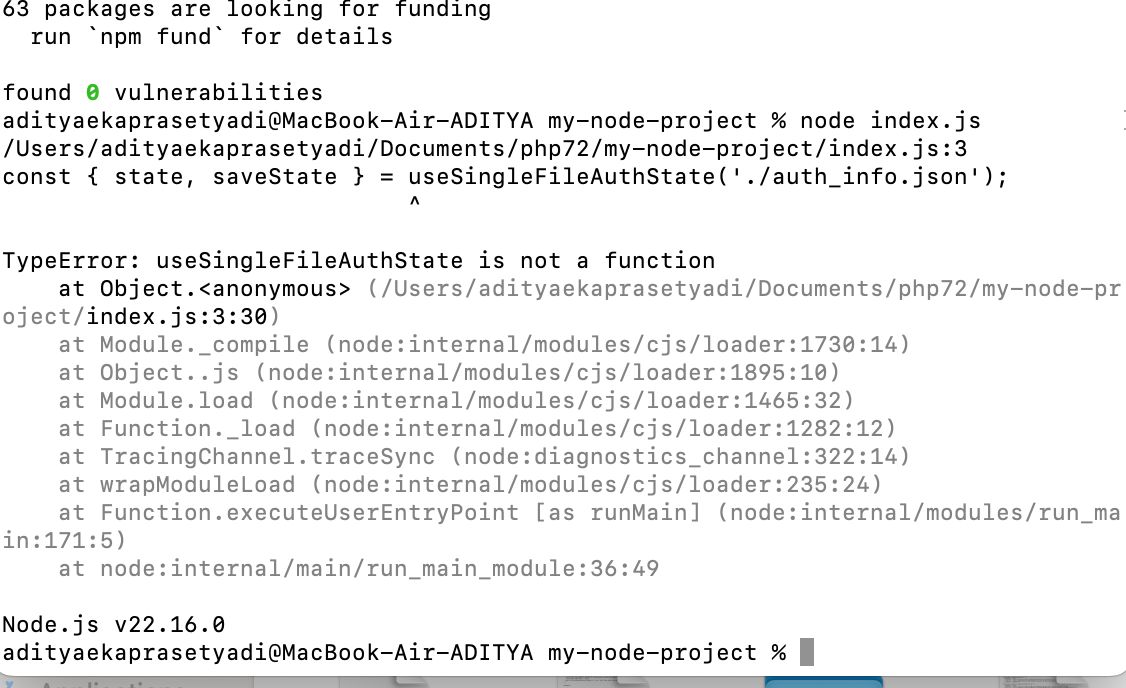 63 packages are looking for funding
  run `npm fund` for details

found 0 vulnerabilities
adityaekaprasetyadi@MacBook-Air-ADITYA my-node-project % node index.js
/Users/adityaekaprasetyadi/Documents/php72/my-node-project/index.js:3
const { state, saveState } = useSingleFileAuthState('./auth_info.json');
                             ^

TypeError: useSingleFileAuthState is not a function
    at Object.<anonymous> (/Users/adityaekaprasetyadi/Documents/php72/my-node-pr
oject/index.js:3:30)
    at Module._compile (node:internal/modules/cjs/loader:1730:14)
    at Object..js (node:internal/modules/cjs/loader:1895:10)
    at Module.load (node:internal/modules/cjs/loader:1465:32)
    at Function._load (node:internal/modules/cjs/loader:1282:12)
    at TracingChannel.traceSync (node:diagnostics_channel:322:14)
    at wrapModuleLoad (node:internal/modules/cjs/loader:235:24)
    at Function.executeUserEntryPoint [as runMain] (node:internal/modules/run_ma
in:171:5)
    at node:internal/main/run_main_module:36:49

Node.js v22.16.0
adityaekaprasetyadi@MacBook-Air-ADITYA my-node-project %
Applications